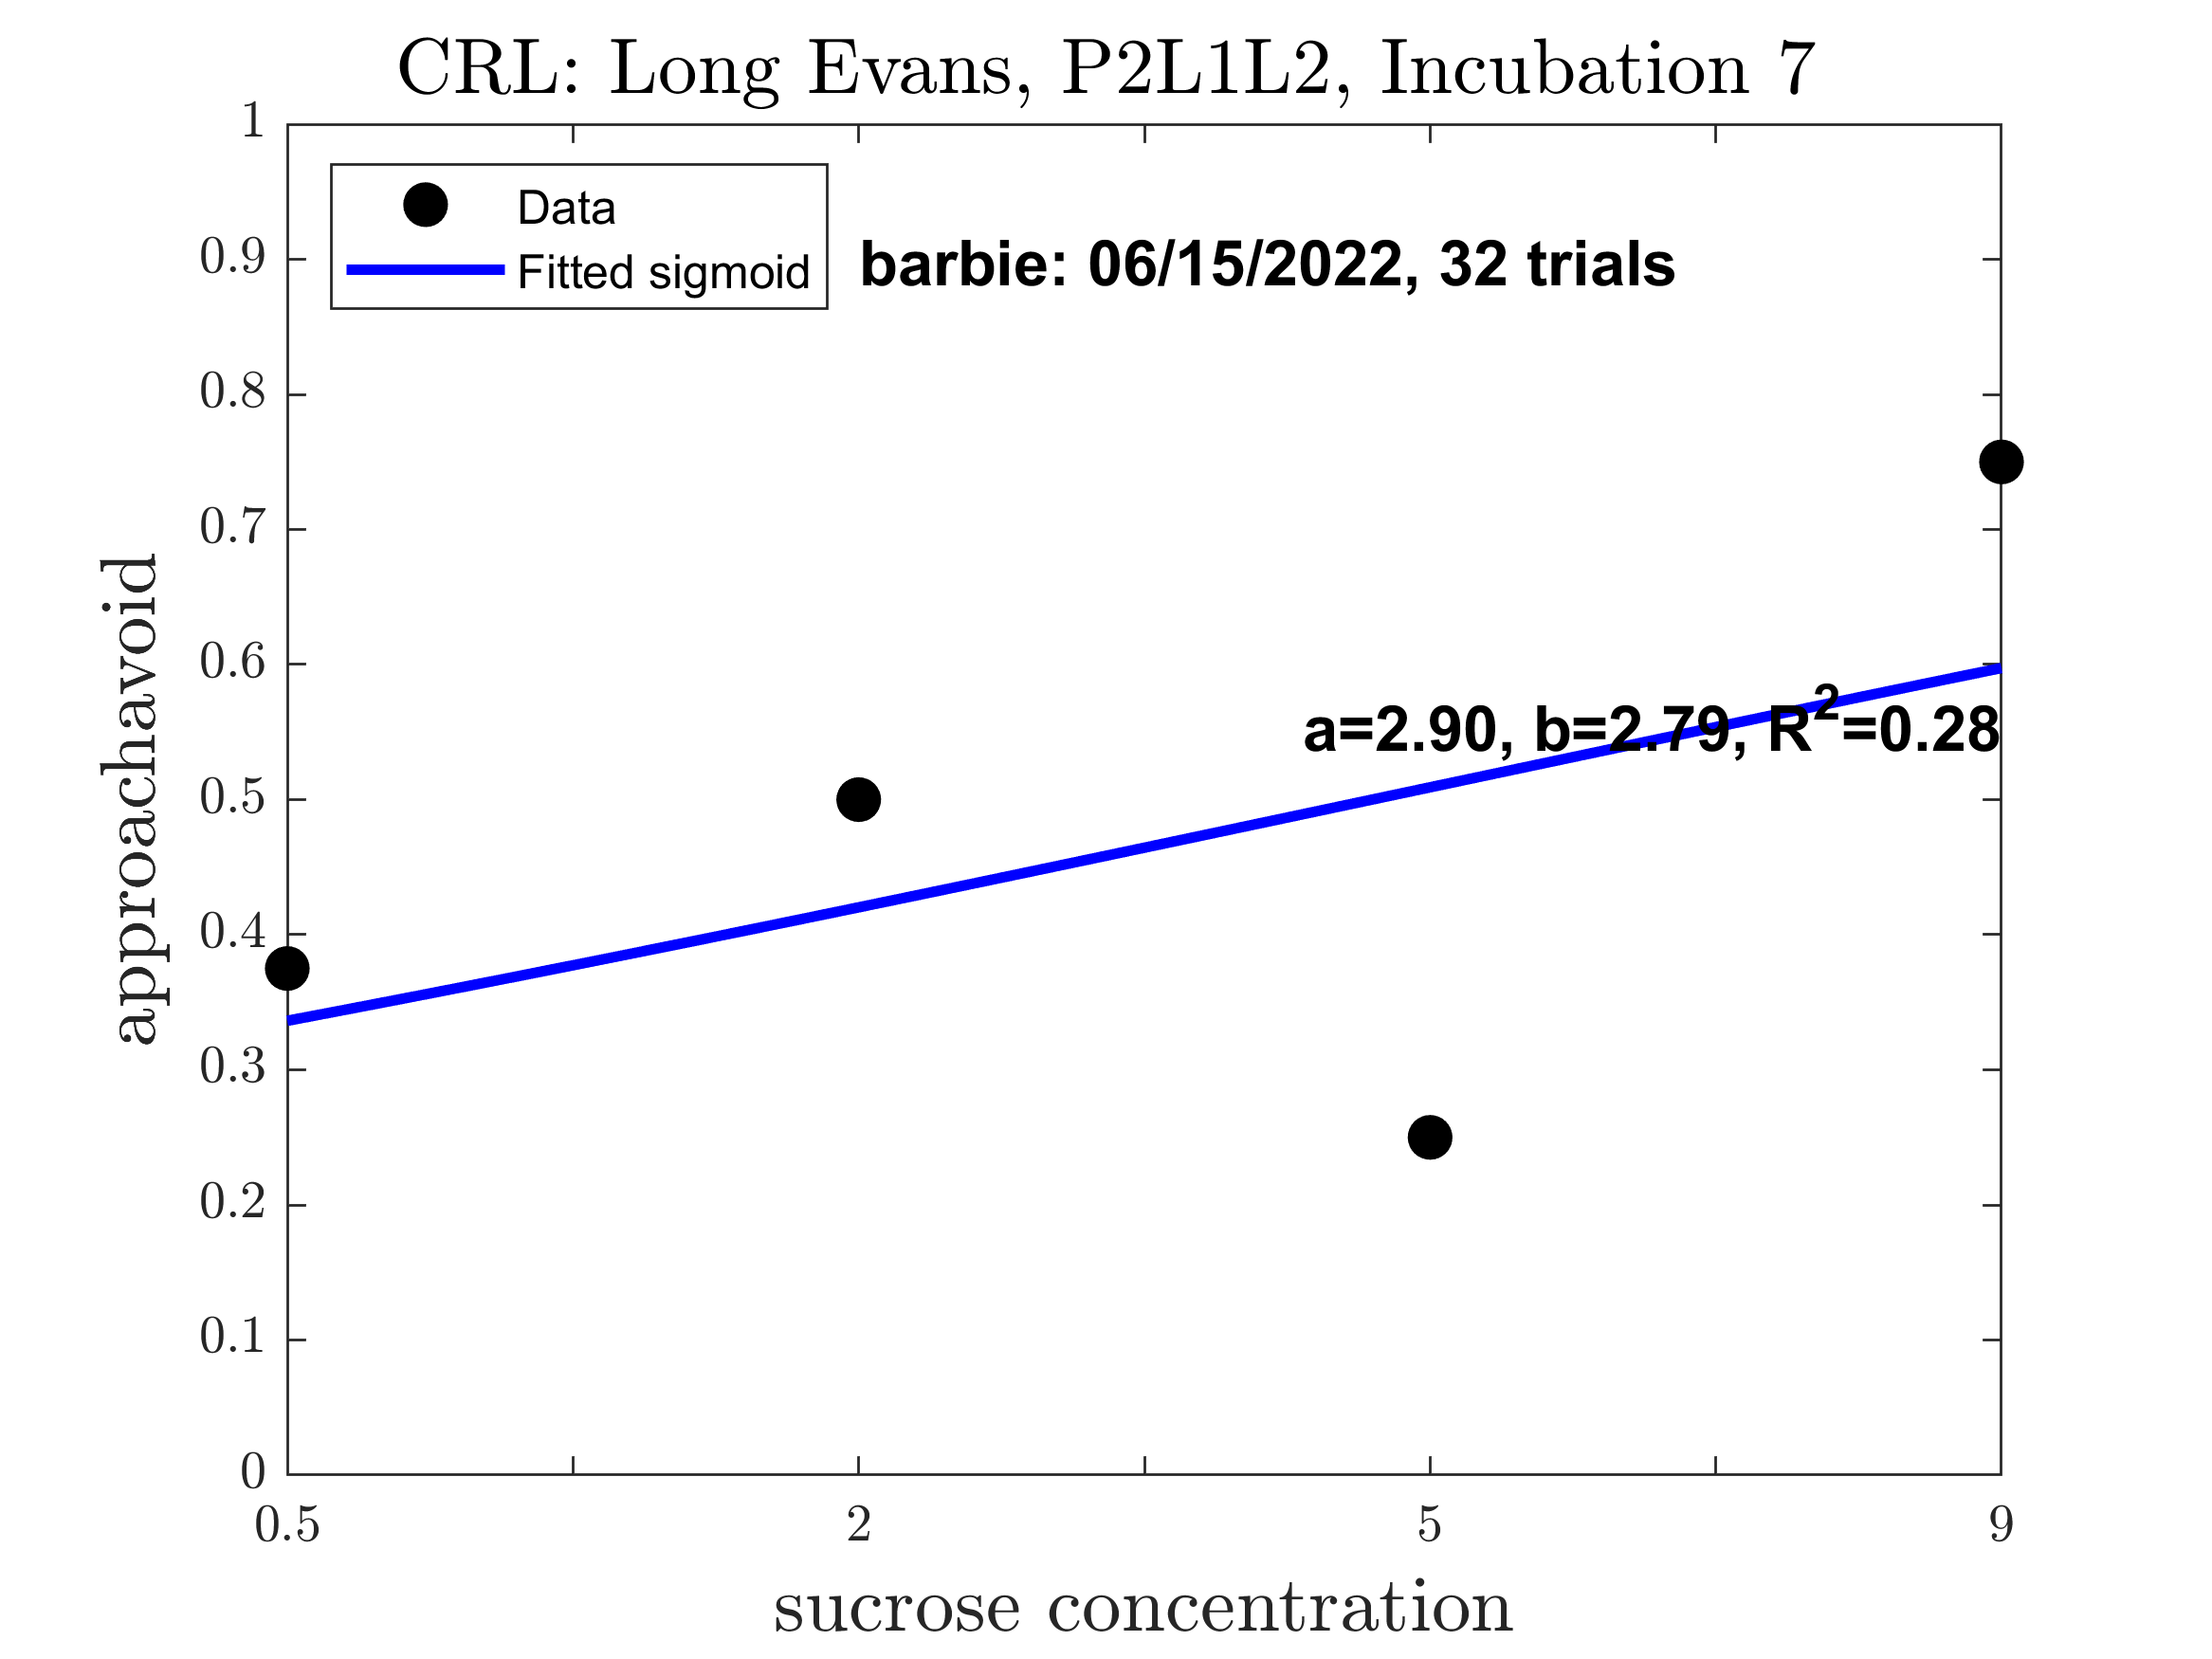 CRL: Long Evans, P2L1L2, Incubation 7
1
0.9
0.8
0.7
0.6
0.5
0.4
0.3
0.2
0.1
0
approachavoid
Data
Fitted sigmoid
barbie: 06/15/2022, 32 trials
a=2.90, b=2.79, R²=0.28
0.5 2 5 9
sucrose concentration